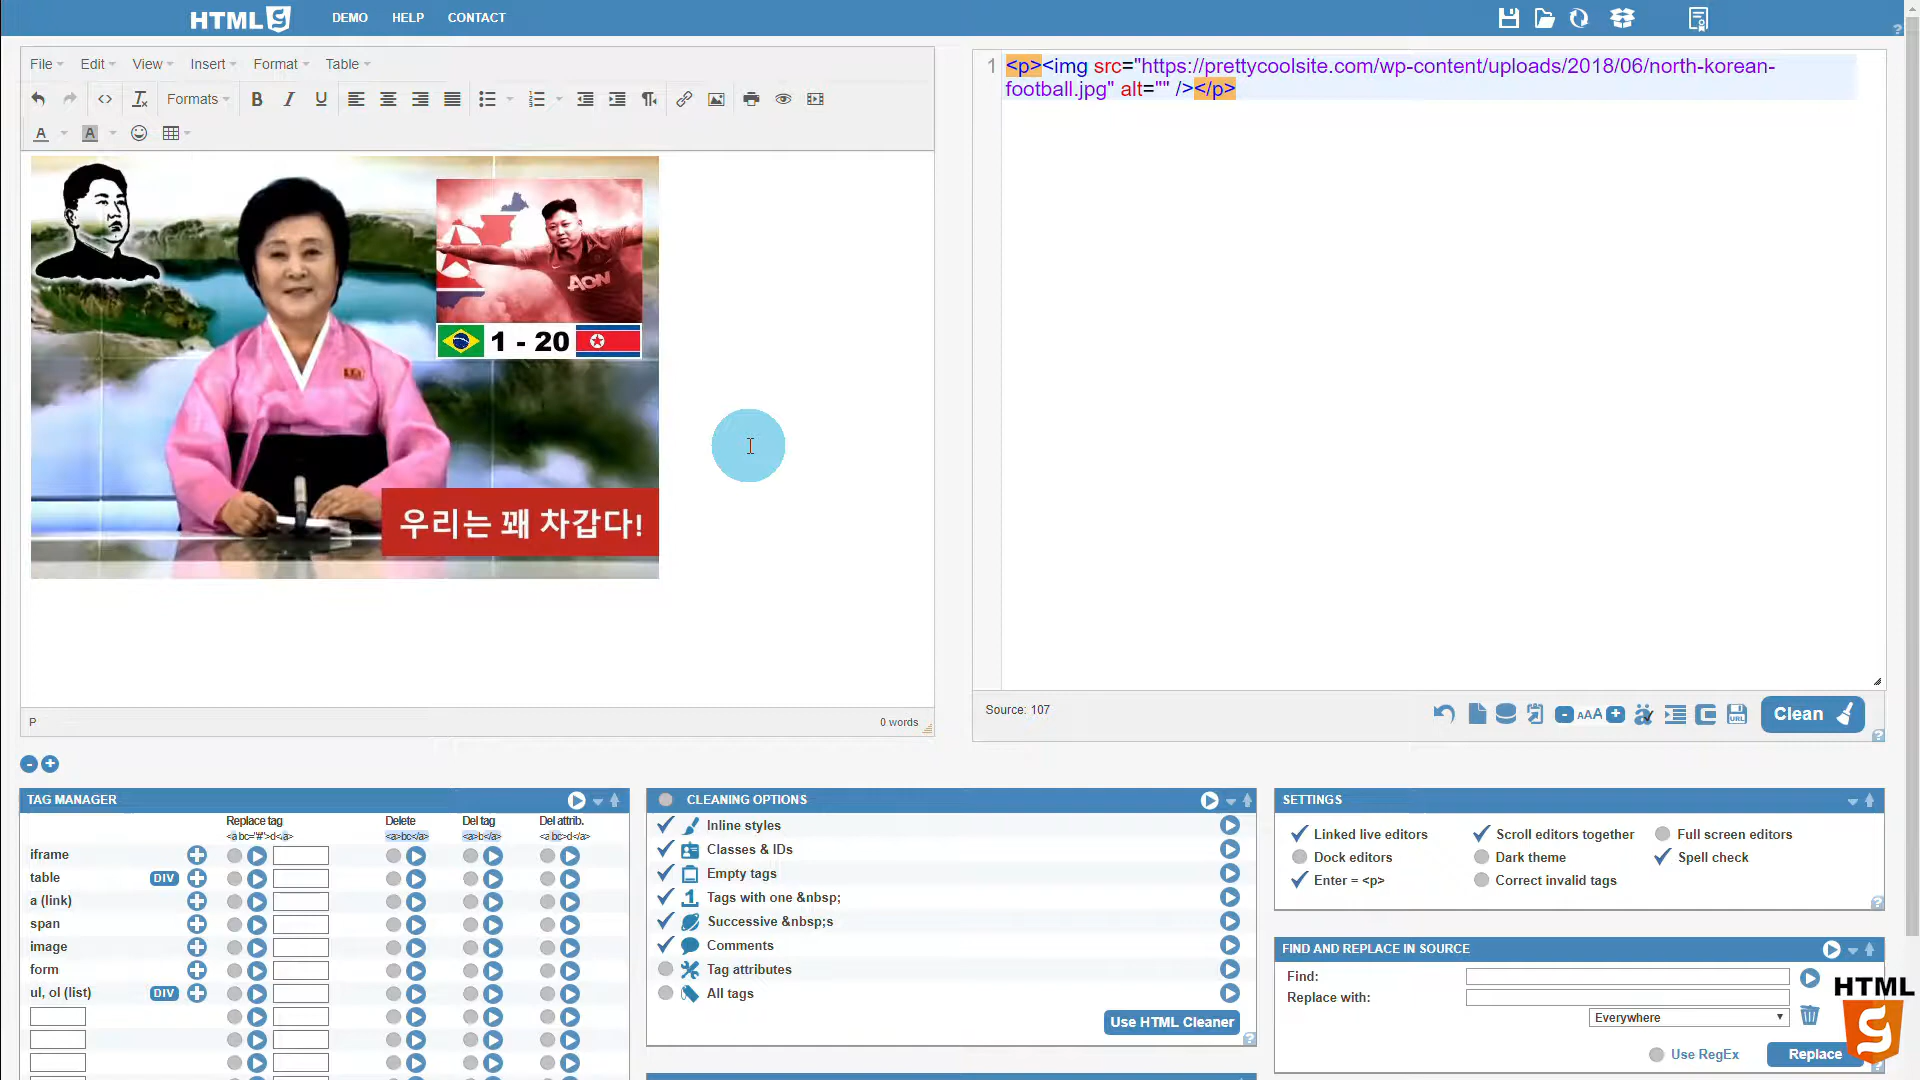 HTML g
DEMO HELP CONTACT
File Edit View Insert Format Table
Formats B I U
A A
AON
1 - 20
우리는 꽤 차갑다!
P 0 words
1 <p><img src="https://prettycoolsite.com/wp-content/uploads/2018/06/north-korean-
football.jpg" alt="" /></p>
Source: 107
- AAA + URL Clean
- +
TAG MANAGER
Replace tag Delete Del tag Del attrib.
<a bc="#">d</a> <a>bc</a> <a>b</a> <a bc>d</a>
iframe
table DIV
a (link)
span
image
form
ul, ol (list) DIV
CLEANING OPTIONS
Inline styles
Classes & IDs
Empty tags
Tags with one &nbsp;
Successive &nbsp;s
Comments
Tag attributes
All tags
Use HTML Cleaner
SETTINGS
Linked live editors Scroll editors together Full screen editors
Dock editors Dark theme Spell check
Enter = <p> Correct invalid tags
FIND AND REPLACE IN SOURCE
Find:
Replace with:
Everywhere
Use RegEx Replace
HTML
g